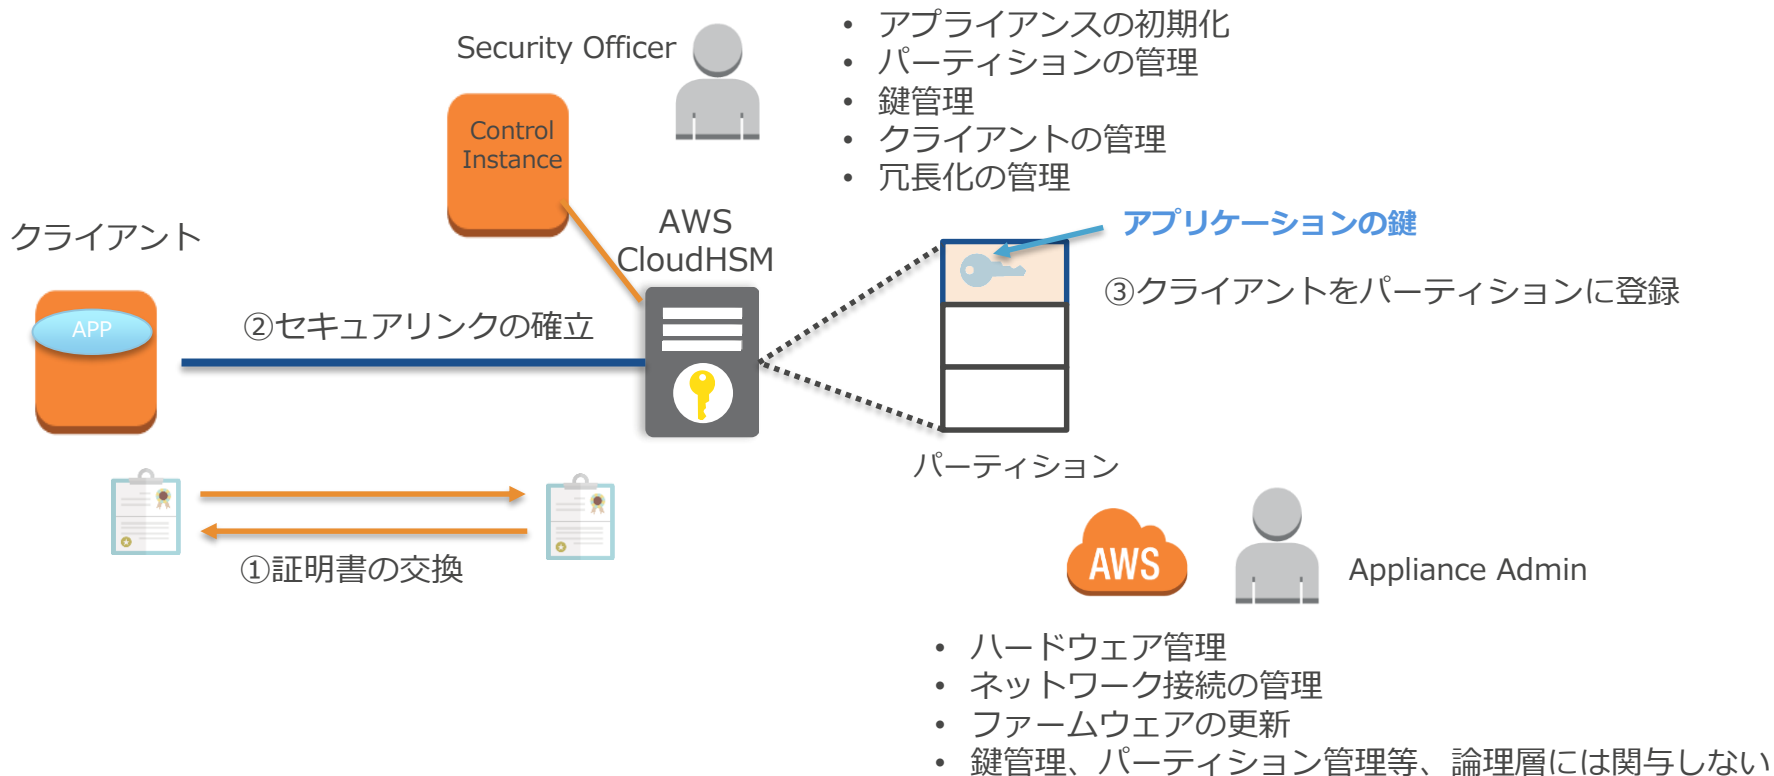 Security Officer
• アプライアンスの初期化
• パーティションの管理
• 鍵管理
• クライアントの管理
• 冗長化の管理
Control
Instance
クライアント
AWS
CloudHSM
アプリケーションの鍵
③クライアントをパーティションに登録
APP
②セキュアリンクの確立
パーティション
①証明書の交換
AWS
Appliance Admin
• ハードウェア管理
• ネットワーク接続の管理
• ファームウェアの更新
• 鍵管理、パーティション管理等、論理層には関与しない